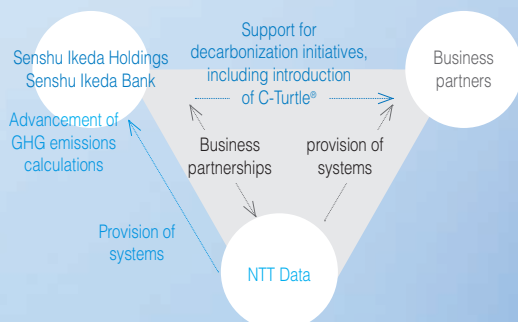 Support for
decarbonization initiatives,
including introduction
of C-Turtle®
Senshu Ikeda Holdings
Senshu Ikeda Bank
Business
partners
Advancement of
GHG emissions
calculations
Business
partnerships
provision of
systems
Provision of
systems
NTT Data